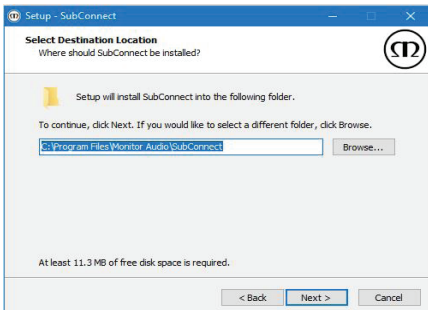 Setup - SubConnect
Select Destination Location
Where should SubConnect be installed?
Setup will install SubConnect into the following folder.
To continue, click Next. If you would like to select a different folder, click Browse.
C:\Program Files\Monitor Audio\SubConnect
Browse...
At least 11.3 MB of free disk space is required.
< Back Next > Cancel